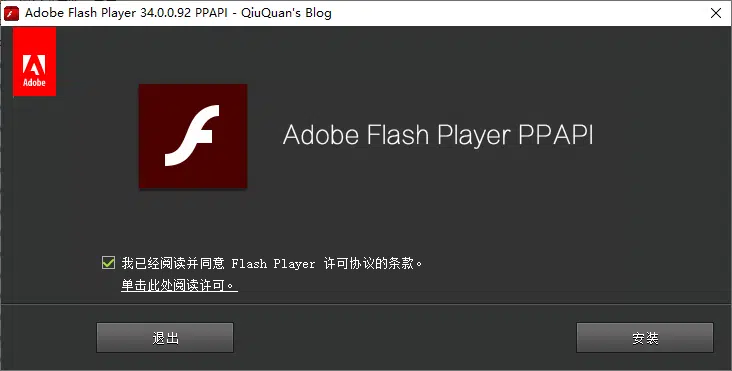 Adobe Flash Player 34.0.0.92 PPAPI - QiuQuan's Blog
Adobe
Adobe Flash Player PPAPI
我已经阅读并同意 Flash Player 许可协议的条款。
单击此处阅读许可。
退出
安装